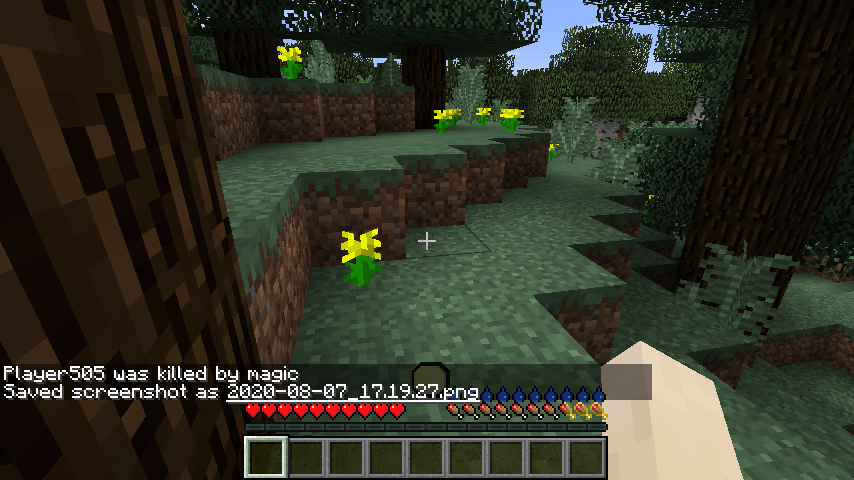 Player505 was killed by magic
Saved screenshot as 2020-08-07_17.19.27.png